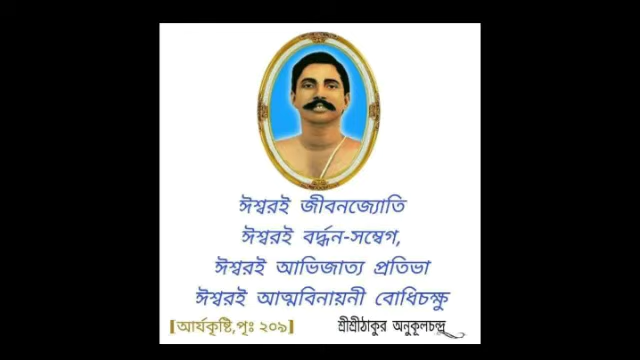 ঈশ্বরই জীবনজ্যোতি
ঈশ্বরই বর্দ্ধন-সম্বেগ,
ঈশ্বরই আভিজাত্য প্রতিভা
ঈশ্বরই আত্মবিনায়নী বোধিচক্ষু
[আর্যকৃষ্টি,পৃঃ ২০৯] শ্রীশ্রীঠাকুর অনুকূলচন্দ্র